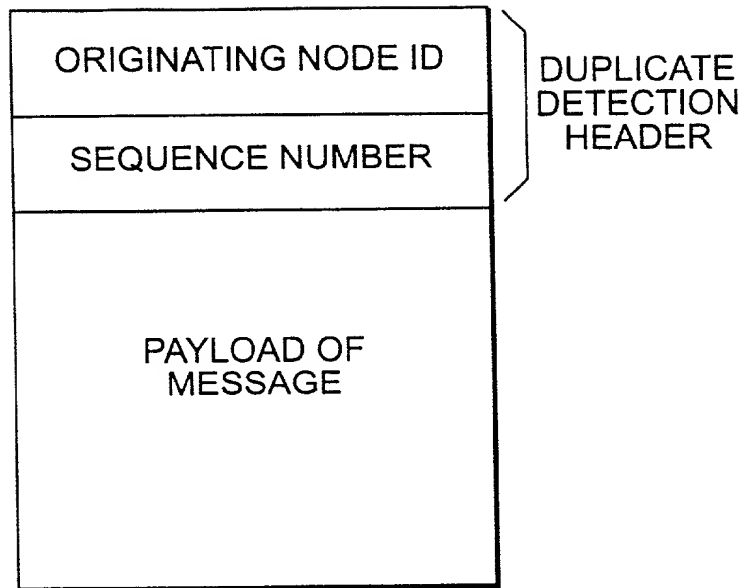 ORIGINATING NODE ID
SEQUENCE NUMBER
DUPLICATE
DETECTION
HEADER
PAYLOAD OF
MESSAGE